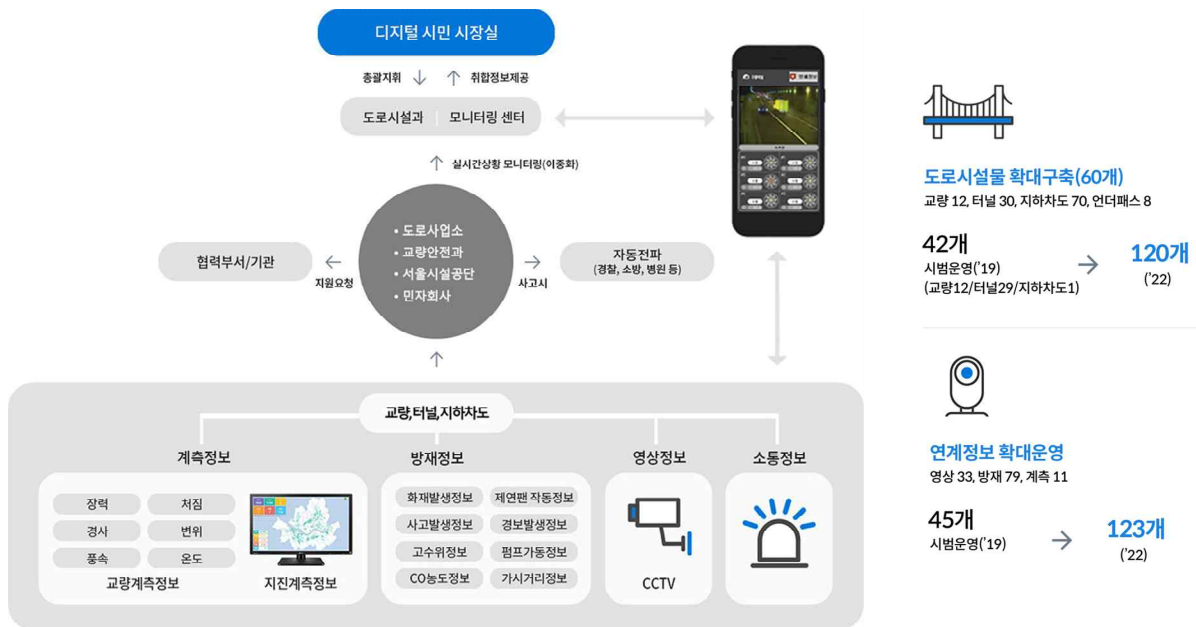 디지털 시민 시장실
총괄지휘
취합정보제공
도로시설과
모니터링 센터
실시간상황 모니터링(이중화)
• 도로사업소
• 교량안전과
• 서울시설공단
• 민자회사
협력부서/기관
지원요청
사고시
자동전파
(경찰, 소방, 병원 등)
교량,터널,지하차도
계측정보
방재정보
영상정보
소통정보
장력
처짐
경사
변위
풍속
온도
교량계측정보
지진계측정보
화재발생정보
제연팬 작동정보
사고발생정보
경보발생정보
고수위정보
펌프가동정보
CO농도정보
가시거리정보
CCTV
도로시설물 확대구축(60개)
교량 12, 터널 30, 지하차도 70, 언더패스 8
42개
시범운영('19)
(교량12/터널29/지하차도1)
120개
('22)
연계정보 확대운영
영상 33, 방재 79, 계측 11
45개
시범운영('19)
123개
('22)